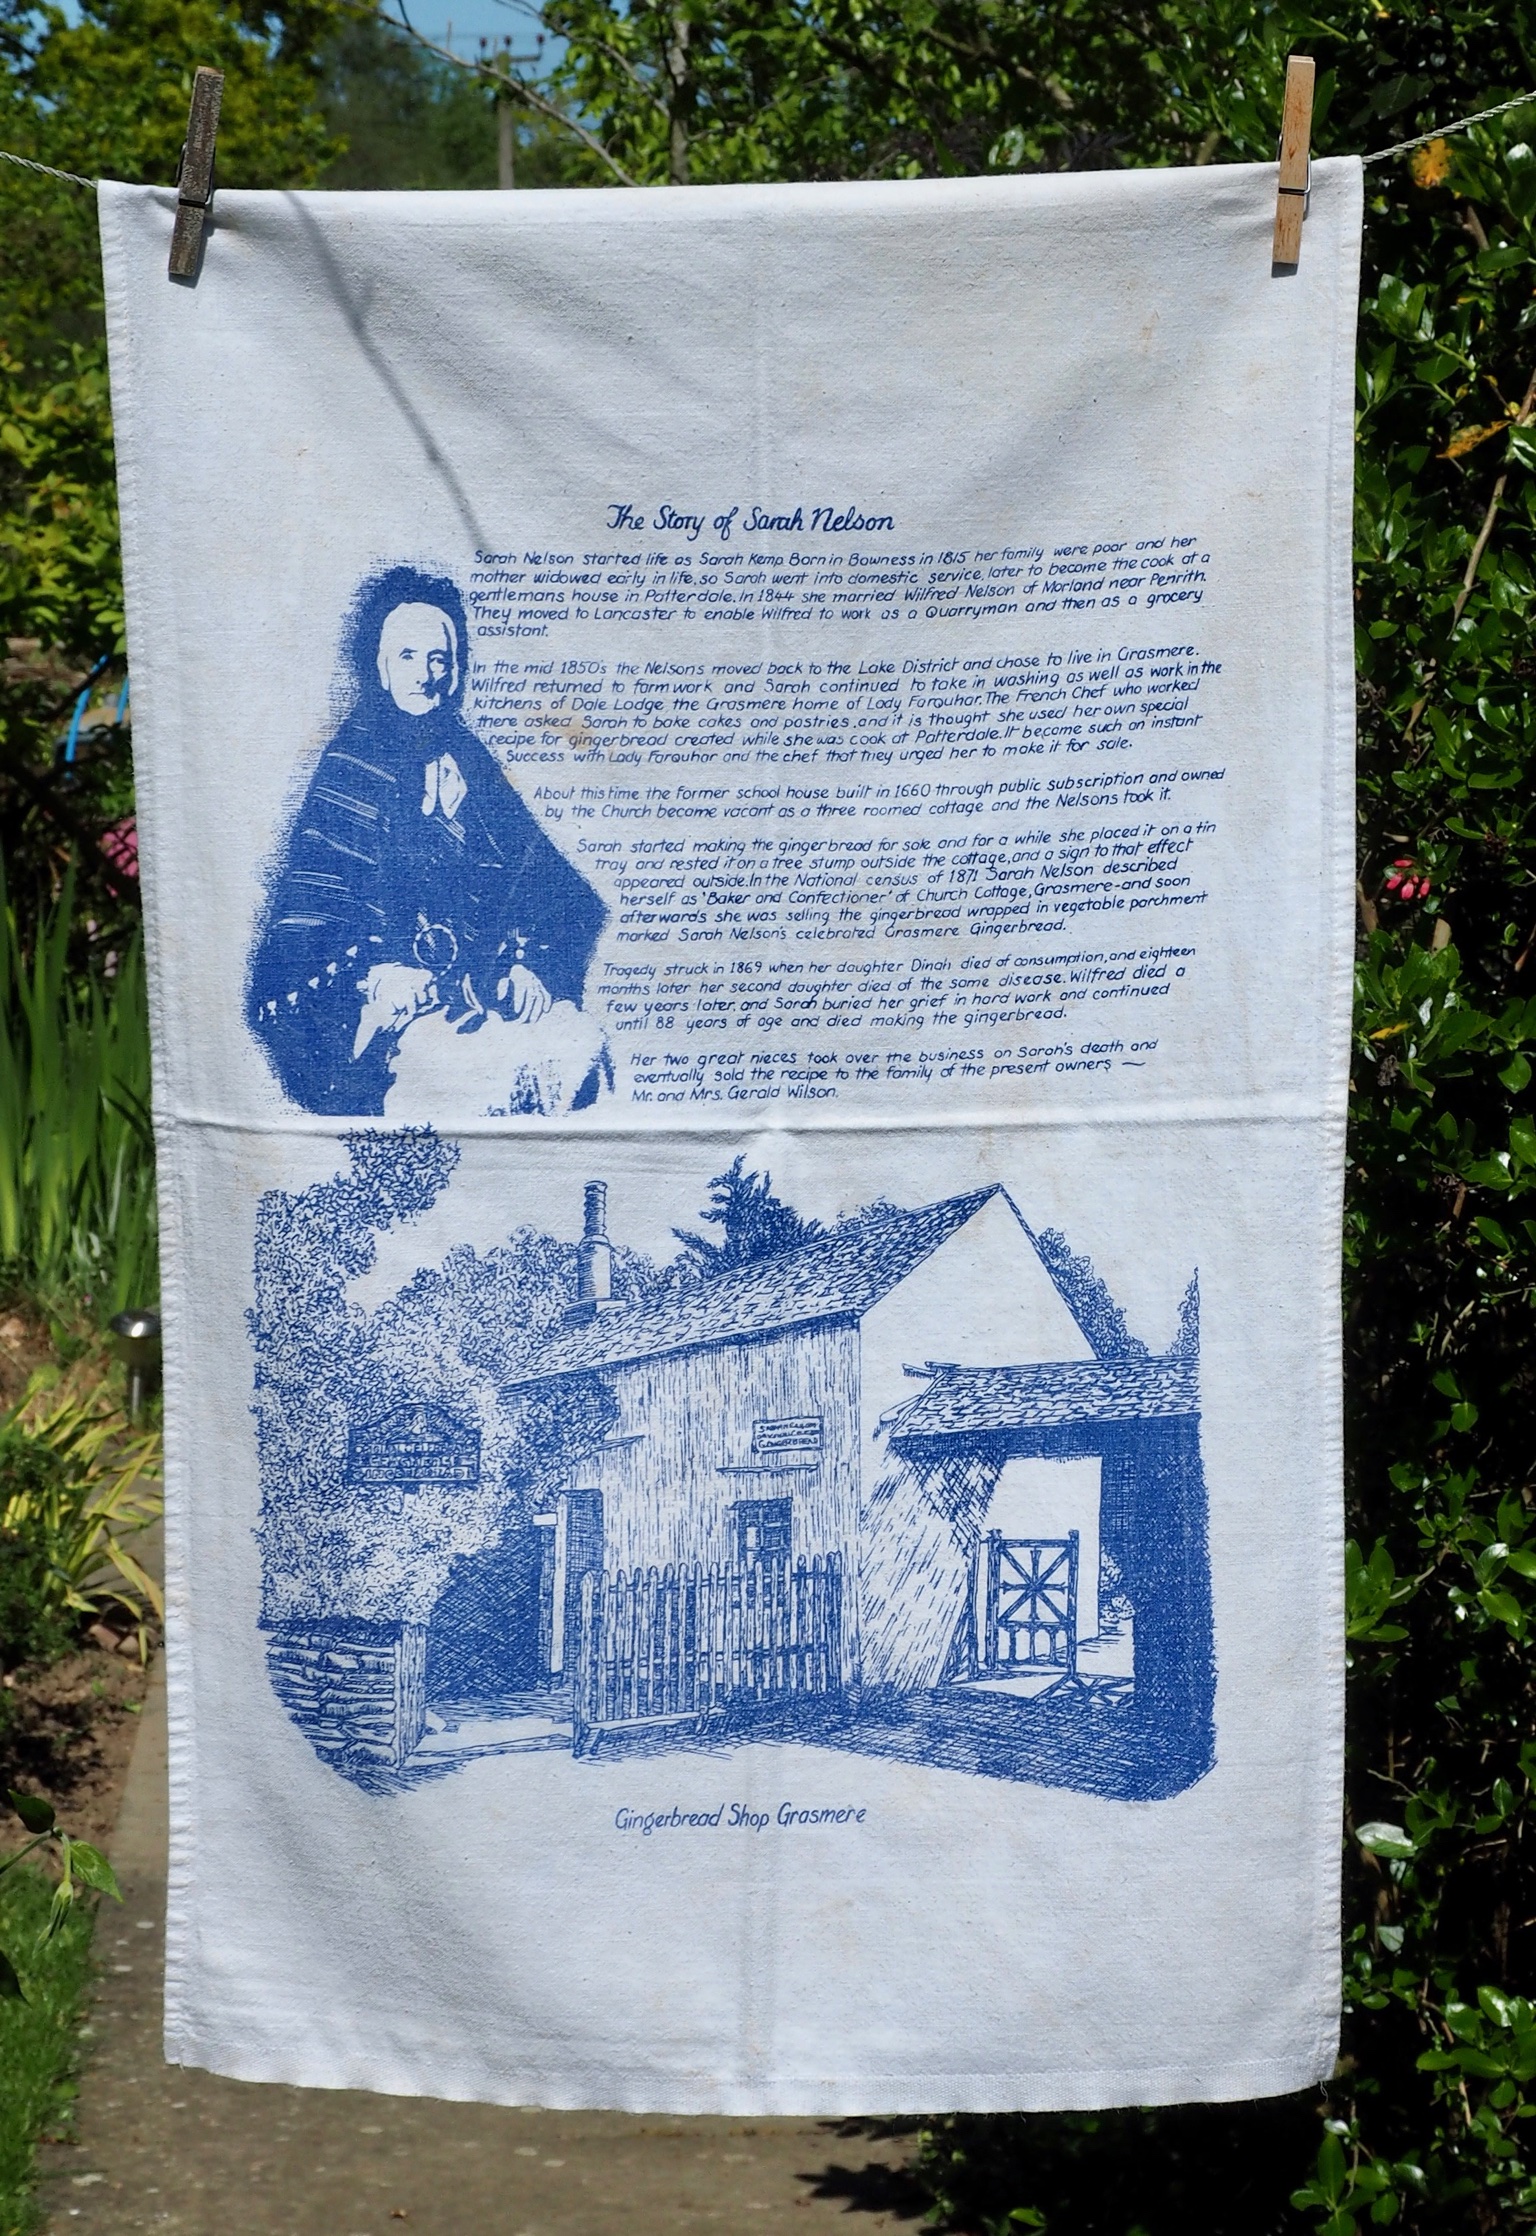 The Story of Sarah Nelson
Sarah Nelson started life as Sarah Kemp. Born in Bowness in 1815 her family were poor and her
mother widowed early in life, so Sarah went into domestic service, later to become the cook at a
gentlemans house in Patterdale. In 1844 she married Wilfred Nelson of Morland near Penrith.
They moved to Lancaster to enable Wilfred to work as a Quarryman and then as a grocery
assistant.
In the mid 1850's the Nelsons moved back to the Lake District and chose to live in Grasmere.
Wilfred returned to farmwork and Sarah continued to take in washing as well as work in the
kitchens of Dale Lodge, the Grasmere home of Lady Farquhar. The French Chef who worked
there asked Sarah to bake cakes and pastries, and it is thought she used her own special
recipe for gingerbread created while she was cook at Patterdale. It became such an instant
Success with Lady Farquhar and the chef that they urged her to make it for sale.
About this time the former school house built in 1660 through public subscription and owned
by the Church became vacant as a three roomed cottage and the Nelsons took it.
Sarah started making the gingerbread for sale and for a while she placed it on a tin
tray and rested it on a tree stump outside the cottage, and a sign to that effect
appeared outside. In the National census of 1871 Sarah Nelson described
herself as 'Baker and Confectioner' of Church Cottage, Grasmere - and soon
afterwards she was selling the gingerbread wrapped in vegetable parchment
marked Sarah Nelson's celebrated Grasmere Gingerbread.
Tragedy struck in 1869 when her daughter Dinah died of consumption, and eighteen
months later her second daughter died of the same disease. Wilfred died a
few years later, and Sarah buried her grief in hard work and continued
until 88 years of age and died making the gingerbread.
Her two great nieces took over the business on Sarah's death and
eventually sold the recipe to the family of the present owners —
Mr. and Mrs. Gerald Wilson.
GINGERBREAD
Gingerbread Shop Grasmere